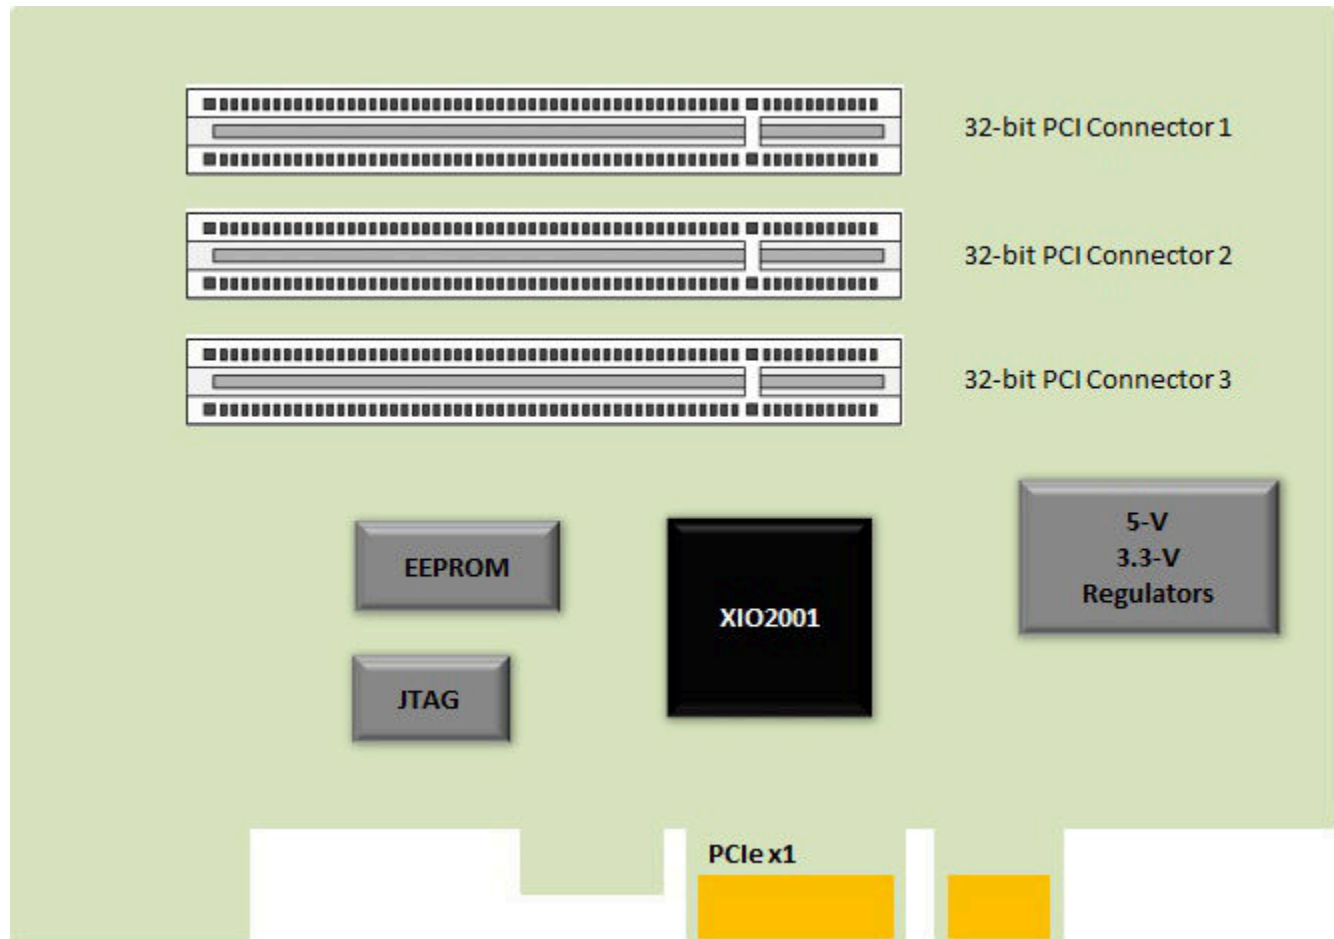 32-bit PCI Connector 1
32-bit PCI Connector 2
32-bit PCI Connector 3
5-V
3.3-V
Regulators
EEPROM
XIO2001
JTAG
PCIe x1